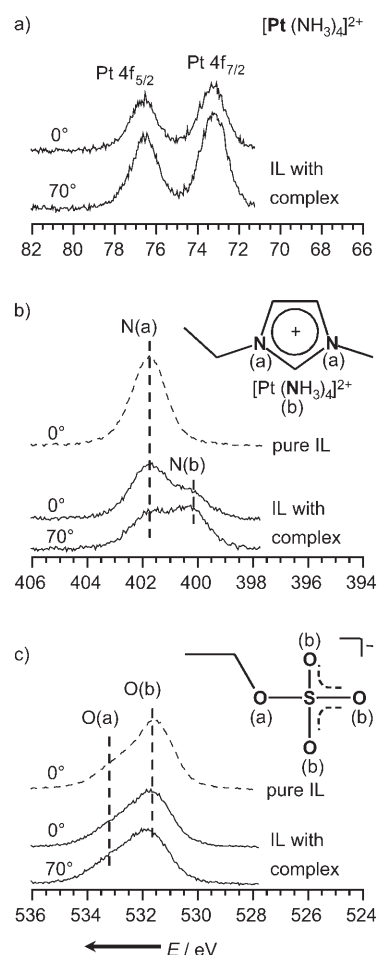 a)
[Pt (NH3)4]2+
Pt 4f5/2
Pt 4f7/2
0°
IL with
complex
70°
82 80 78 76 74 72 70 68 66
b)
N(a)
N N
(a) (a)
[Pt (NH3)4]2+
(b)
0°
pure IL
N(b)
0°
IL with
complex
70°
406 404 402 400 398 396 394
c)
(b)
O
O(b)
O(a)
O S O
(a) (b)
O
(b)
0°
pure IL
0°
IL with
complex
70°
536 534 532 530 528 526 524
E / eV